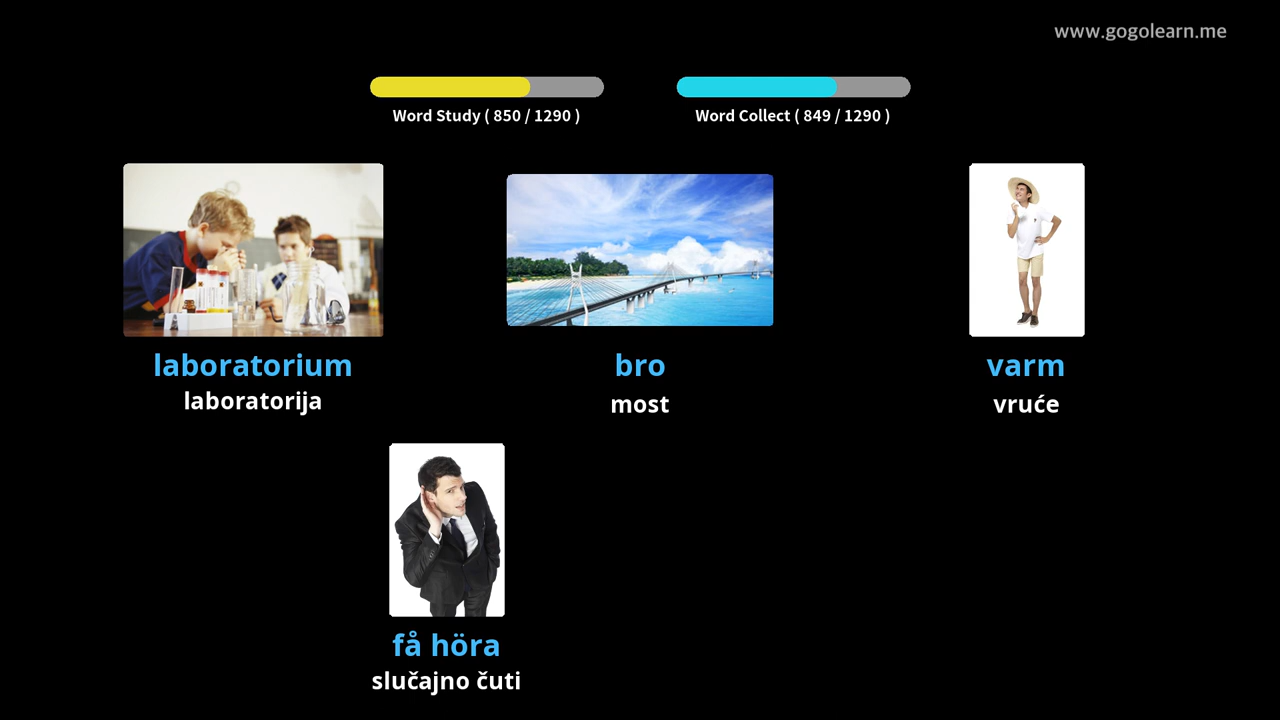 www.gogolearn.me
Word Study ( 850 / 1290 )
Word Collect ( 849 / 1290 )
laboratorium
laboratorija
bro
most
varm
vruće
få höra
slučajno čuti